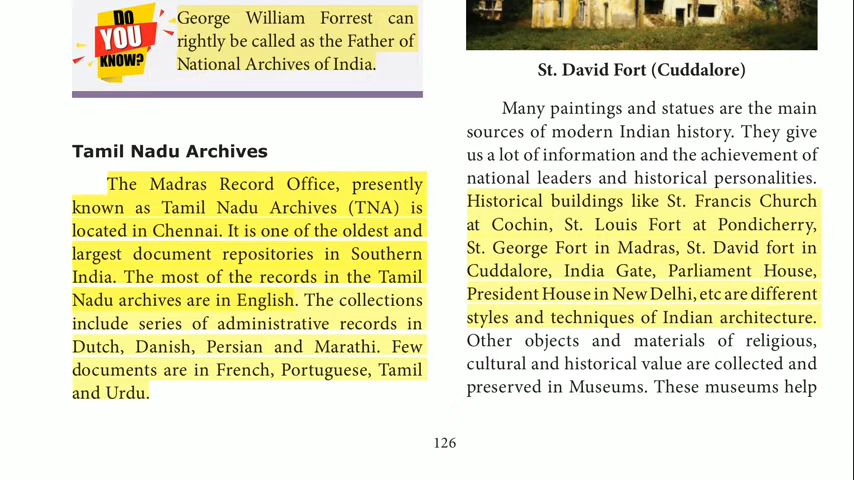 DO
YOU
KNOW?
George William Forrest can
rightly be called as the Father of
National Archives of India.
Tamil Nadu Archives
The Madras Record Office, presently
known as Tamil Nadu Archives (TNA) is
located in Chennai. It is one of the oldest and
largest document repositories in Southern
India. The most of the records in the Tamil
Nadu archives are in English. The collections
include series of administrative records in
Dutch, Danish, Persian and Marathi. Few
documents are in French, Portuguese, Tamil
and Urdu.
St. David Fort (Cuddalore)
Many paintings and statues are the main
sources of modern Indian history. They give
us a lot of information and the achievement of
national leaders and historical personalities.
Historical buildings like St. Francis Church
at Cochin, St. Louis Fort at Pondicherry,
St. George Fort in Madras, St. David fort in
Cuddalore, India Gate, Parliament House,
President House in New Delhi, etc are different
styles and techniques of Indian architecture.
Other objects and materials of religious,
cultural and historical value are collected and
preserved in Museums. These museums help
126